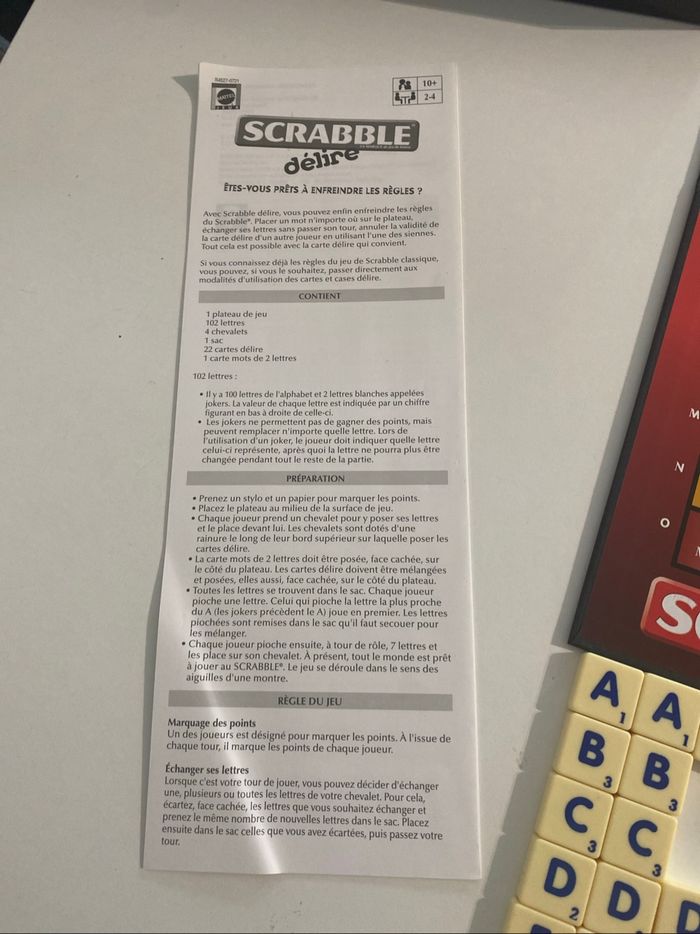 R4627-0721
MATTEL
JEUX
10+
2-4
SCRABBLE
délire
ÊTES-VOUS PRÊTS À ENFREINDRE LES RÈGLES ?
Avec Scrabble délire, vous pouvez enfin enfreindre les règles
du Scrabble®. Placer un mot n'importe où sur le plateau,
échanger ses lettres sans passer son tour, annuler la validité de
la carte délire d'un autre joueur en utilisant l'une des siennes.
Tout cela est possible avec la carte délire qui convient.
Si vous connaissez déjà les règles du jeu de Scrabble classique,
vous pouvez, si vous le souhaitez, passer directement aux
modalités d'utilisation des cartes et cases délire.
CONTIENT
1 plateau de jeu
102 lettres
4 chevalets
1 sac
22 cartes délire
1 carte mots de 2 lettres
102 lettres :
• Il y a 100 lettres de l'alphabet et 2 lettres blanches appelées
jokers. La valeur de chaque lettre est indiquée par un chiffre
figurant en bas à droite de celle-ci.
• Les jokers ne permettent pas de gagner des points, mais
peuvent remplacer n'importe quelle lettre. Lors de
l'utilisation d'un joker, le joueur doit indiquer quelle lettre
celui-ci représente, après quoi la lettre ne pourra plus être
changée pendant tout le reste de la partie.
PRÉPARATION
• Prenez un stylo et un papier pour marquer les points.
• Placez le plateau au milieu de la surface de jeu.
• Chaque joueur prend un chevalet pour y poser ses lettres
et le place devant lui. Les chevalets sont dotés d'une
rainure le long de leur bord supérieur sur laquelle poser les
cartes délire.
• La carte mots de 2 lettres doit être posée, face cachée, sur
le côté du plateau. Les cartes délire doivent être mélangées
et posées, elles aussi, face cachée, sur le côté du plateau.
• Toutes les lettres se trouvent dans le sac. Chaque joueur
pioche une lettre. Celui qui pioche la lettre la plus proche
du A (les jokers précèdent le A) joue en premier. Les lettres
piochées sont remises dans le sac qu'il faut secouer pour
les mélanger.
• Chaque joueur pioche ensuite, à tour de rôle, 7 lettres et
les place sur son chevalet. À présent, tout le monde est prêt
à jouer au SCRABBLE®. Le jeu se déroule dans le sens des
aiguilles d'une montre.
RÈGLE DU JEU
Marquage des points
Un des joueurs est désigné pour marquer les points. À l'issue de
chaque tour, il marque les points de chaque joueur.
Échanger ses lettres
Lorsque c'est votre tour de jouer, vous pouvez décider d'échanger
une, plusieurs ou toutes les lettres de votre chevalet. Pour cela,
écartez, face cachée, les lettres que vous souhaitez échanger et
prenez le même nombre de nouvelles lettres dans le sac. Placez
ensuite dans le sac celles que vous avez écartées, puis passez votre
tour.
M
N
O
A1 A1
B3 B3
C3 C3
D2 D D